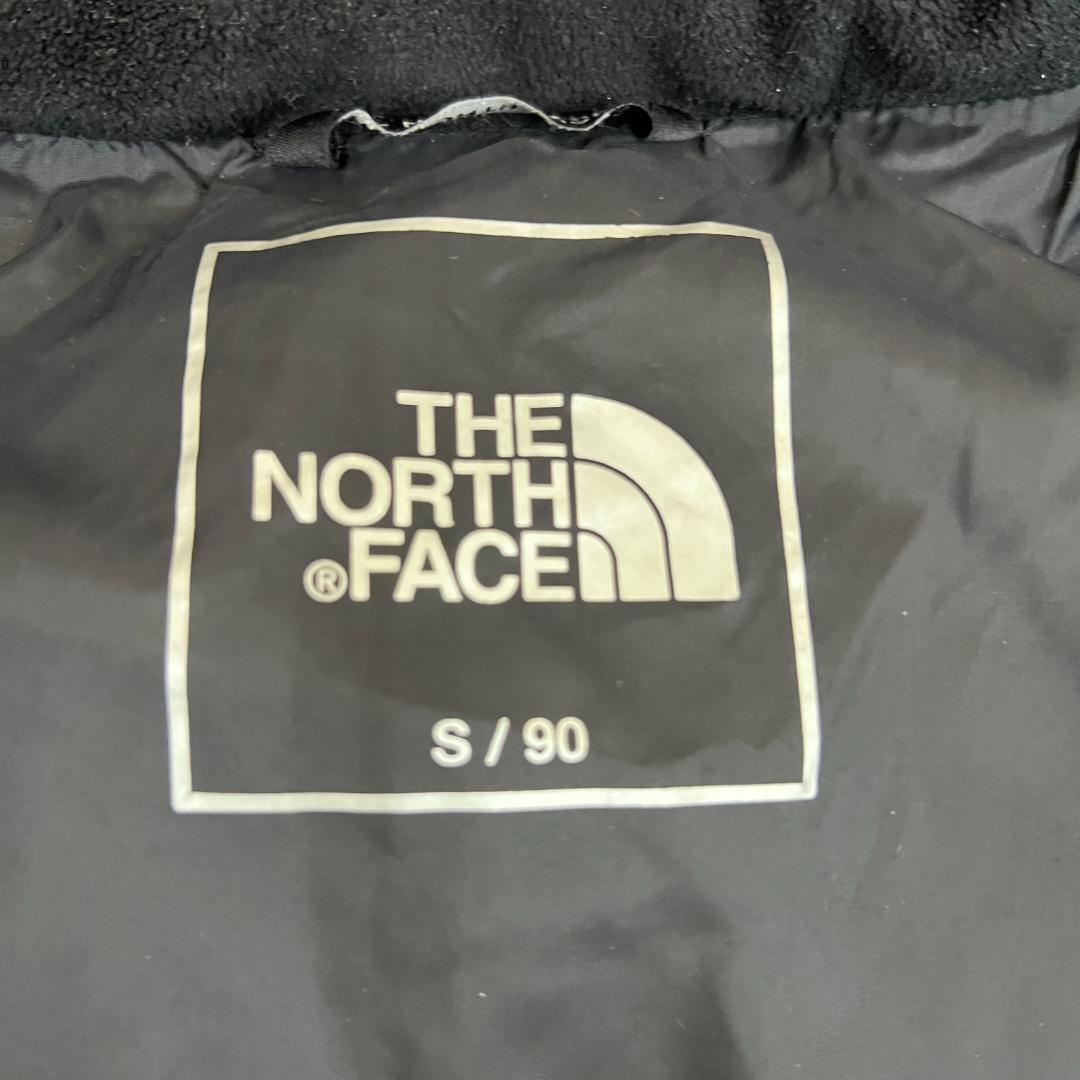 THE
NORTH
®FACE
S / 90